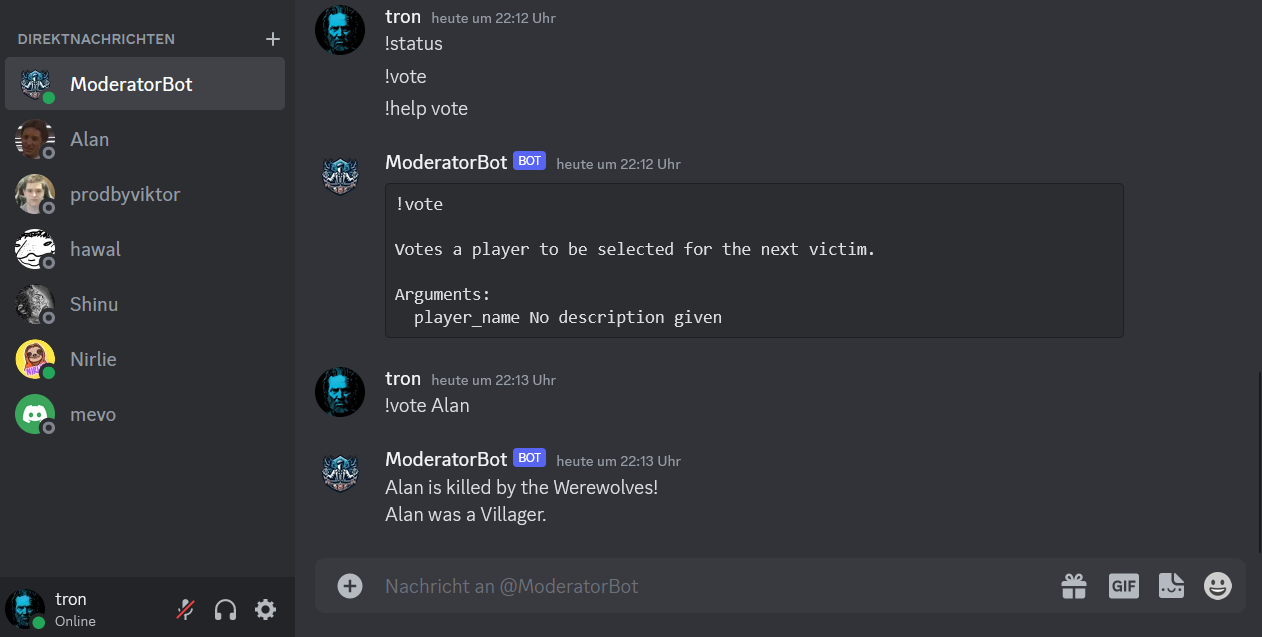 DIREKTNACHRICHTEN
ModeratorBot
Alan
prodbyviktor
hawal
Shinu
Nirlie
mevo
tron
Online
tron heute um 22:12 Uhr
!status
!vote
!help vote
ModeratorBot BOT heute um 22:12 Uhr
!vote
Votes a player to be selected for the next victim.
Arguments:
player_name No description given
tron heute um 22:13 Uhr
!vote Alan
ModeratorBot BOT heute um 22:13 Uhr
Alan is killed by the Werewolves!
Alan was a Villager.
Nachricht an @ModeratorBot
GIF